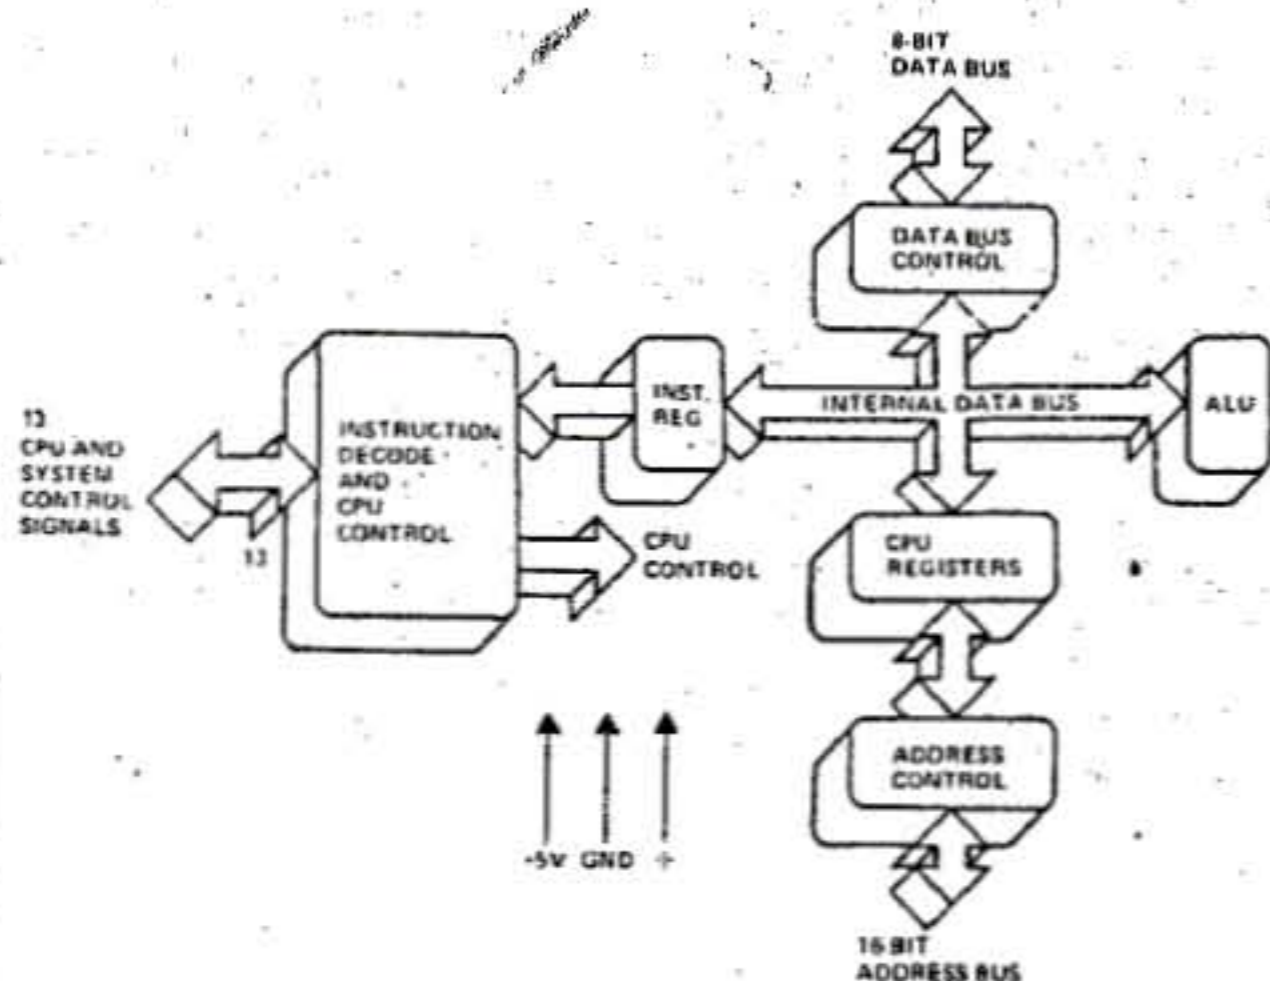 8-BIT
DATA BUS
DATA BUS
CONTROL
13
CPU AND
SYSTEM
CONTROL
SIGNALS
13
INSTRUCTION
DECODE
AND
CPU
CONTROL
INST.
REG
INTERNAL DATA BUS
ALU
CPU
CONTROL
CPU
REGISTERS
ADDRESS
CONTROL
GND
16 BIT
ADDRESS BUS